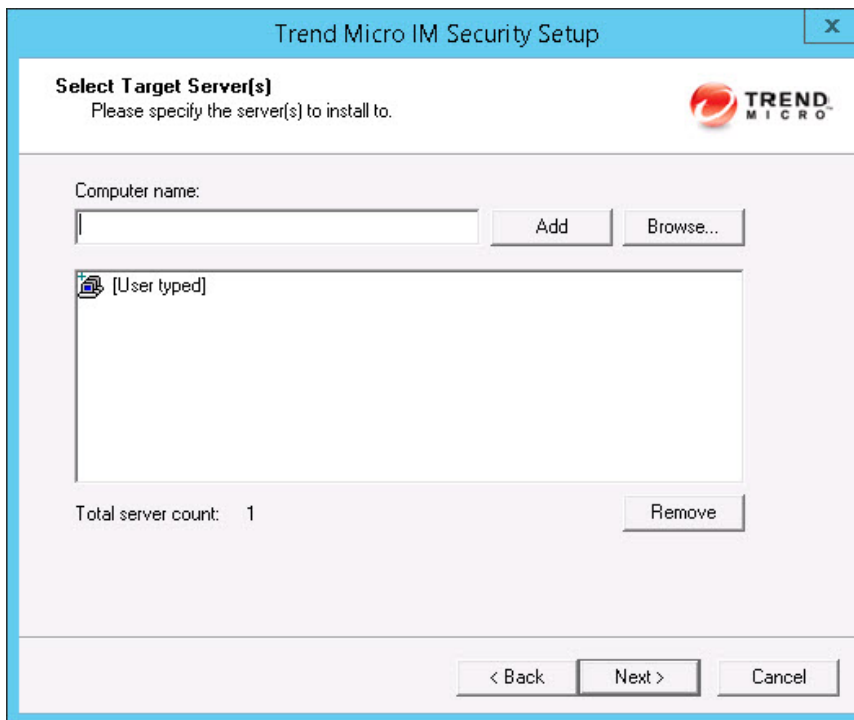 Trend Micro IM Security Setup
x
Select Target Server(s)
Please specify the server(s) to install to.
TREND MICRO
Computer name:
Add
Browse...
[User typed]
Total server count: 1
Remove
< Back
Next >
Cancel